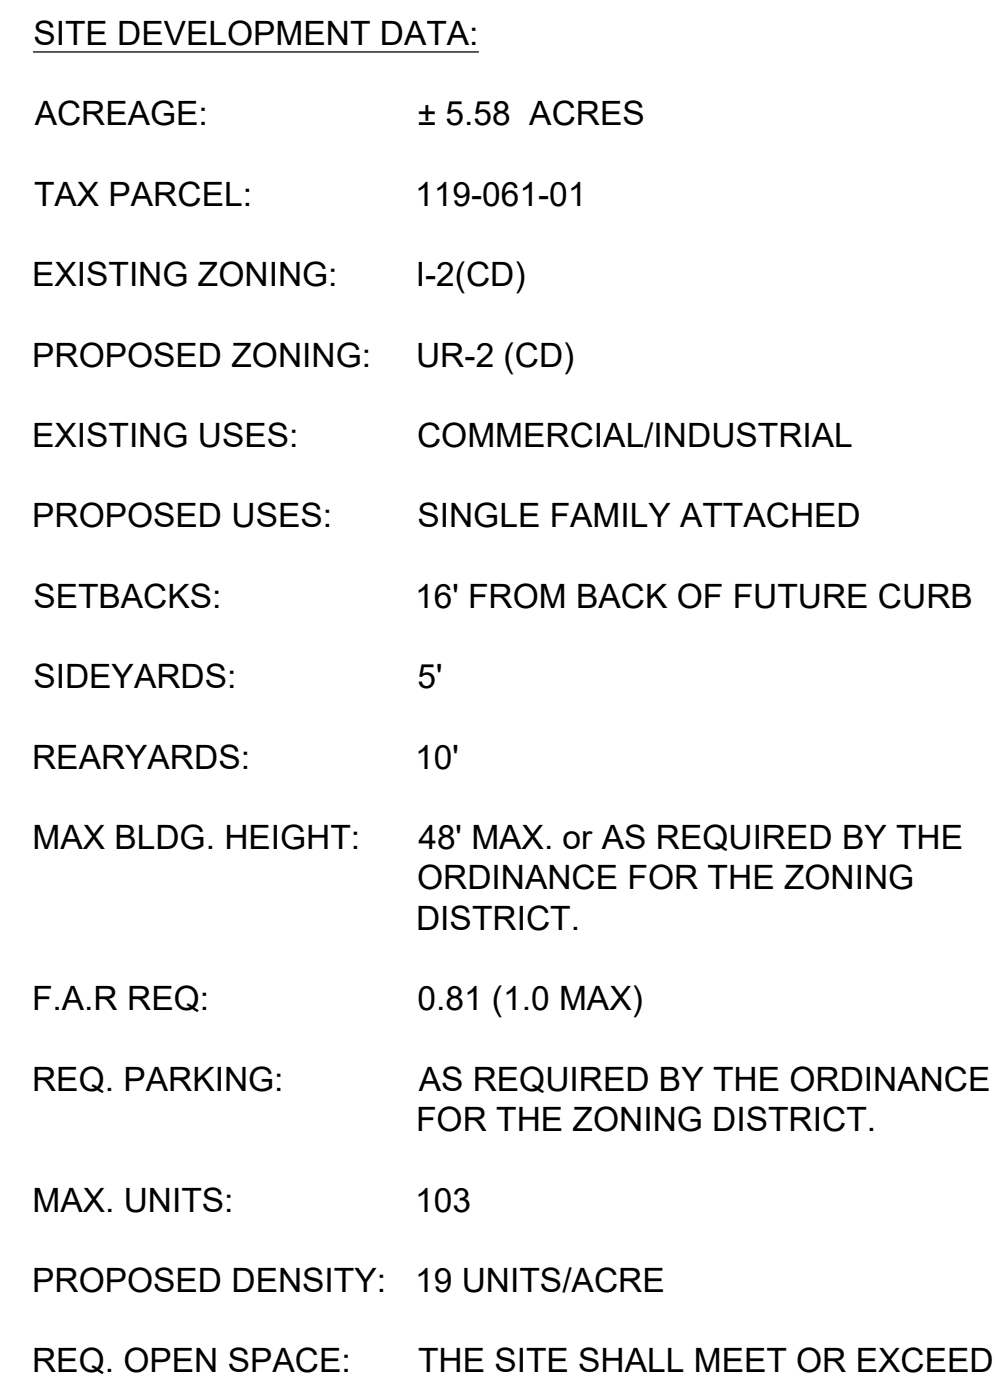 SITE DEVELOPMENT DATA:
ACREAGE: ± 5.58 ACRES
TAX PARCEL: 119-061-01
EXISTING ZONING: I-2(CD)
PROPOSED ZONING: UR-2 (CD)
EXISTING USES: COMMERCIAL/INDUSTRIAL
PROPOSED USES: SINGLE FAMILY ATTACHED
SETBACKS: 16' FROM BACK OF FUTURE CURB
SIDEYARDS: 5'
REARYARDS: 10'
MAX BLDG. HEIGHT: 48' MAX. or AS REQUIRED BY THE
ORDINANCE FOR THE ZONING
DISTRICT.
F.A.R REQ: 0.81 (1.0 MAX)
REQ. PARKING: AS REQUIRED BY THE ORDINANCE
FOR THE ZONING DISTRICT.
MAX. UNITS: 103
PROPOSED DENSITY: 19 UNITS/ACRE
REQ. OPEN SPACE: THE SITE SHALL MEET OR EXCEED